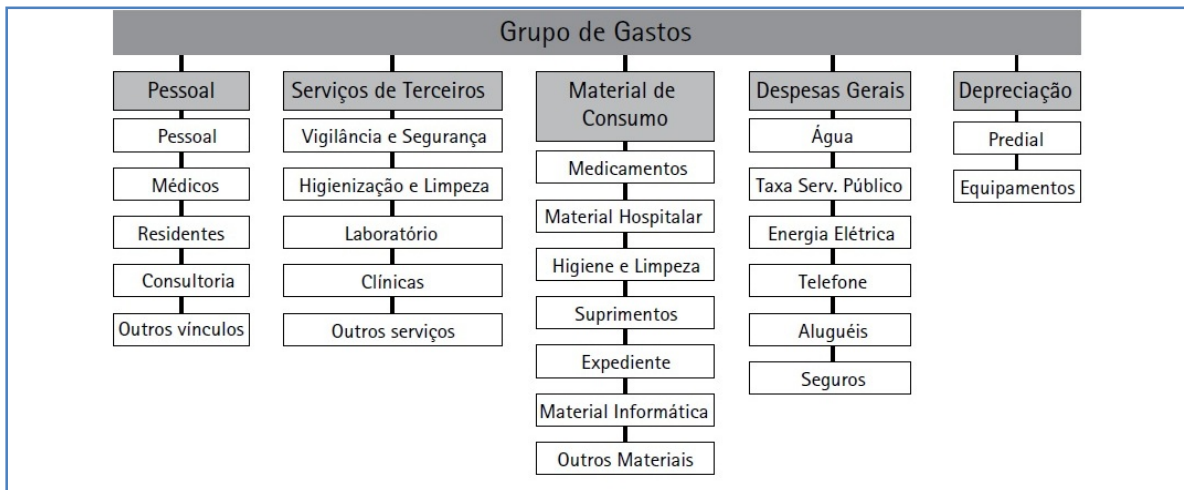 Grupo de Gastos
Pessoal
Pessoal
Médicos
Residentes
Consultoria
Outros vínculos
Serviços de Terceiros
Vigilância e Segurança
Higienização e Limpeza
Laboratório
Clínicas
Outros serviços
Material de
Consumo
Medicamentos
Material Hospitalar
Higiene e Limpeza
Suprimentos
Expediente
Material Informática
Outros Materiais
Despesas Gerais
Água
Taxa Serv. Público
Energia Elétrica
Telefone
Aluguéis
Seguros
Depreciação
Predial
Equipamentos